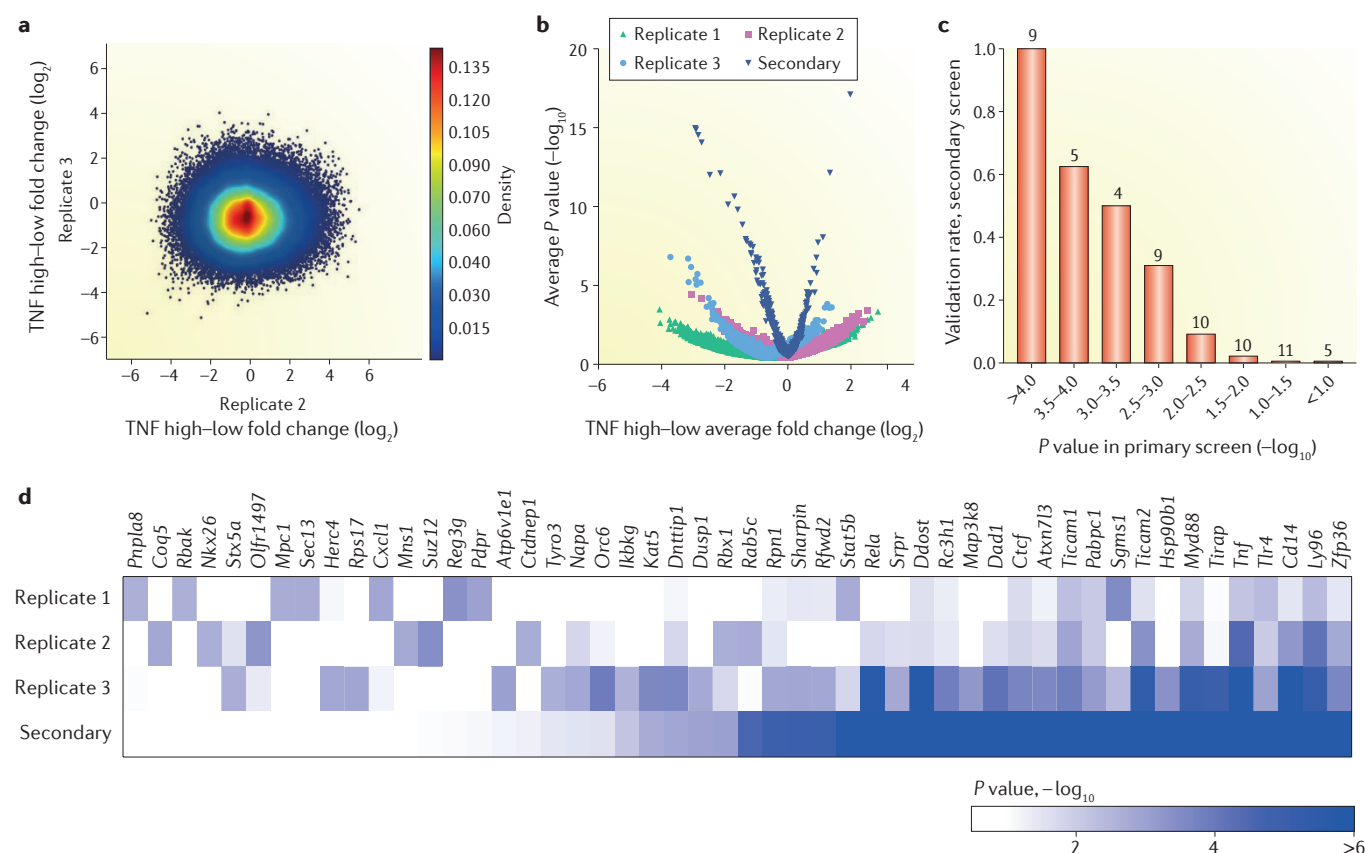 a
TNF high–low fold change (log2)
Replicate 3
6
4
2
0
−2
−4
−6
−6
−4
−2
0
2
4
6
Replicate 2
TNF high–low fold change (log2)
0.135
0.120
0.105
0.090
0.070
0.060
0.040
0.030
0.015
Density
b
Replicate 1
Replicate 2
Replicate 3
Secondary
Average P value (−log10)
20
15
10
5
0
−6
−4
−2
0
2
4
TNF high–low average fold change (log2)
c
Validation rate, secondary screen
1.0
0.8
0.6
0.4
0.2
0.0
9
5
4
9
10
10
11
5
>4.0
3.5–4.0
3.0–3.5
2.5–3.0
2.0–2.5
1.5–2.0
1.0–1.5
<1.0
P value in primary screen (−log10)
d
Pnpla8
Coq5
Rbak
Nkx26
Stx5a
Olfr1497
Mpc1
Sec13
Herc4
Rps17
Cxcl1
Mns1
Suz12
Reg3g
Pdpr
Atp6v1e1
Ctdnep1
Tyro3
Napa
Orc6
Ikbkg
Kat5
Dnttip1
Dusp1
Rbx1
Rab5c
Rpn1
Sharpin
Rfwd2
Stat5b
Rela
Srpr
Ddost
Rc3h1
Map3k8
Dad1
Ctcf
Atxn7l3
Ticam1
Pabpc1
Sgms1
Ticam2
Hsp90b1
Myd88
Tirap
Tnf
Tlr4
Cd14
Ly96
Zfp36
Replicate 1
Replicate 2
Replicate 3
Secondary
P value, −log10
2
4
>6